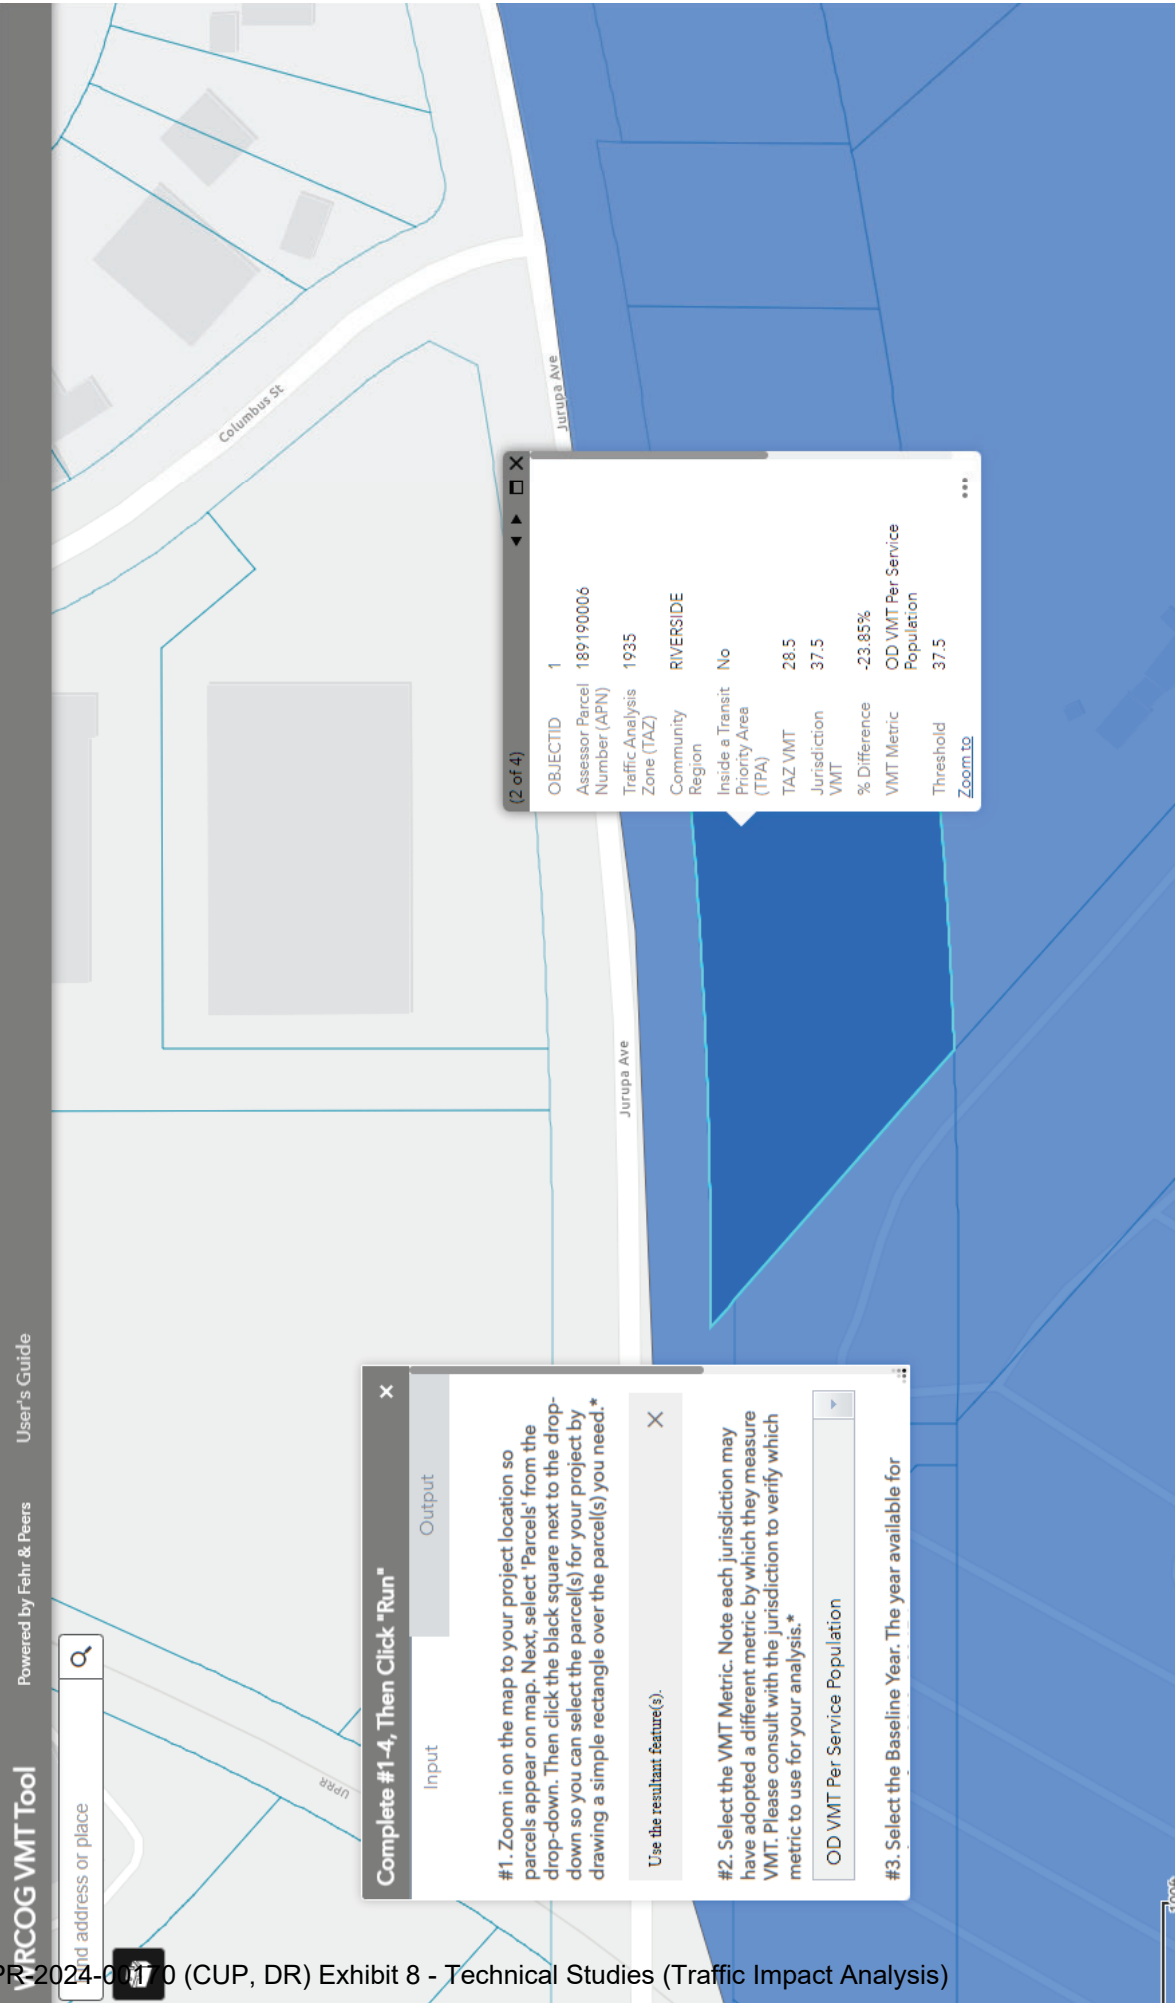 WRCOG VMT Tool
Powered by Fehr & Peers
User's Guide
nd address or place
Complete #1-4, Then Click "Run"
Input
Output
#1. Zoom in on the map to your project location so
parcels appear on map. Next, select 'Parcels' from the
drop-down. Then click the black square next to the drop-
down so you can select the parcel(s) for your project by
drawing a simple rectangle over the parcel(s) you need.*
Use the resultant feature(s).
#2. Select the VMT Metric. Note each jurisdiction may
have adopted a different metric by which they measure
VMT. Please consult with the jurisdiction to verify which
metric to use for your analysis.*
OD VMT Per Service Population
#3. Select the Baseline Year. The year available for
UPRR
Columbus St
Jurupa Ave
Jurupa Ave
(2 of 4)
OBJECTID 1
Assessor Parcel 189190006
Number (APN)
Traffic Analysis 1935
Zone (TAZ)
Community RIVERSIDE
Region
Inside a Transit No
Priority Area
(TPA)
TAZ VMT 28.5
Jurisdiction 37.5
VMT
% Difference -23.85%
VMT Metric OD VMT Per Service
Population
Threshold 37.5
Zoom to
PR-2024-00170 (CUP, DR) Exhibit 8 - Technical Studies (Traffic Impact Analysis)